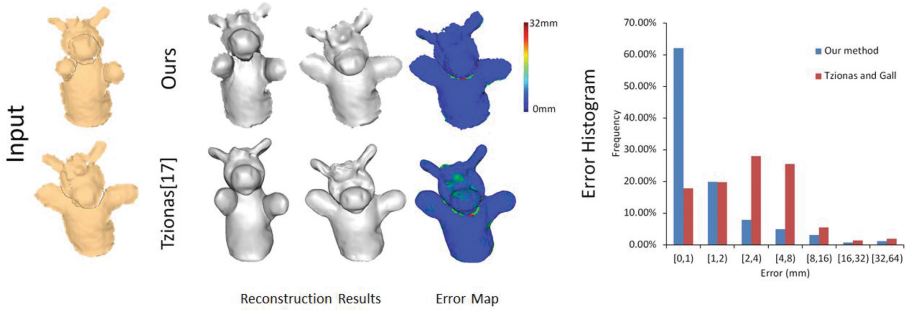 Input
Ours
Tzionas[17]
32mm
0mm
Reconstruction Results
Error Map
Error Histogram
Frequency
70.00%
60.00%
50.00%
40.00%
30.00%
20.00%
10.00%
0.00%
Our method
Tzionas and Gall
[0,1) [1,2) [2,4) [4,8) [8,16) [16,32) [32,64)
Error (mm)